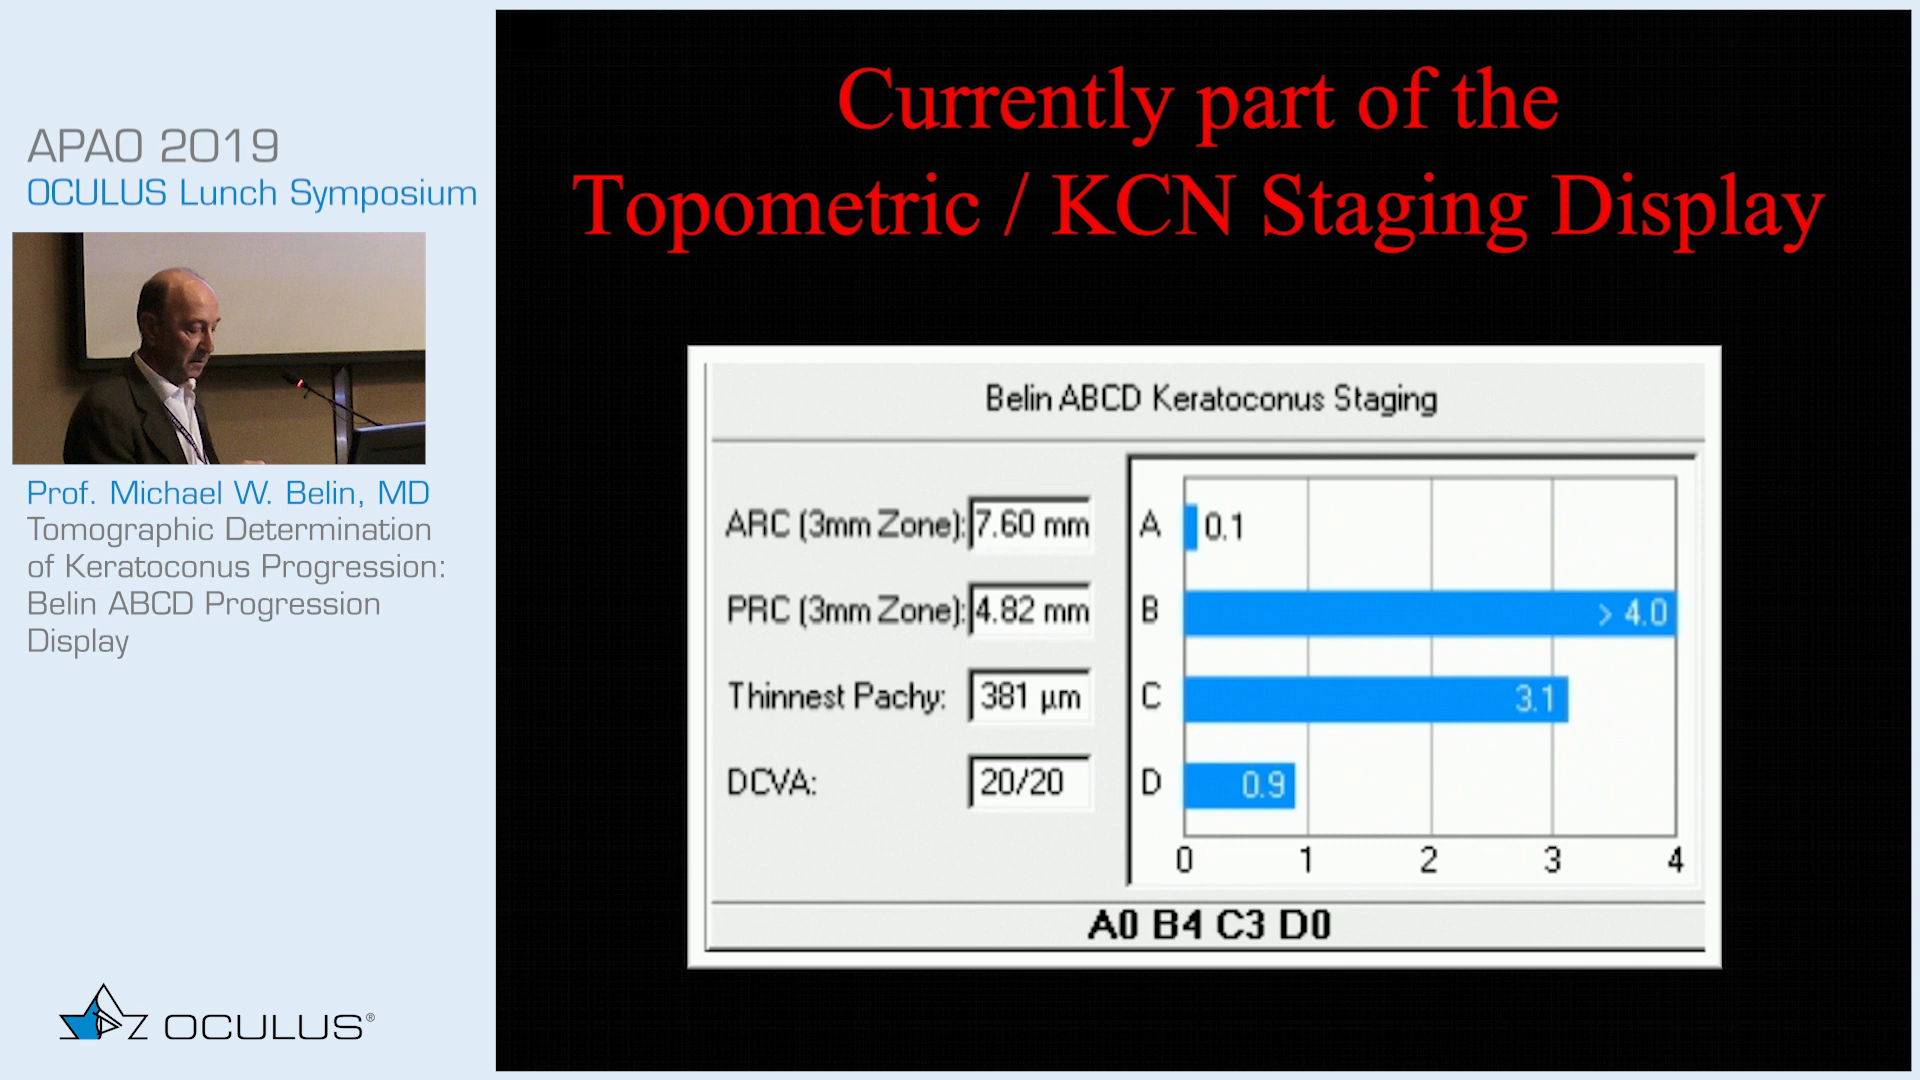 APAO 2019
OCULUS Lunch Symposium
Prof. Michael W. Belin, MD
Tomographic Determination
of Keratoconus Progression:
Belin ABCD Progression
Display
OCULUS®
Currently part of the
Topometric / KCN Staging Display
Belin ABCD Keratoconus Staging
ARC (3mm Zone): 7.60 mm A 0.1
PRC (3mm Zone): 4.82 mm B > 4.0
Thinnest Pachy: 381 µm C 3.1
DCVA: 20/20 D 0.9
0 1 2 3 4
A0 B4 C3 D0